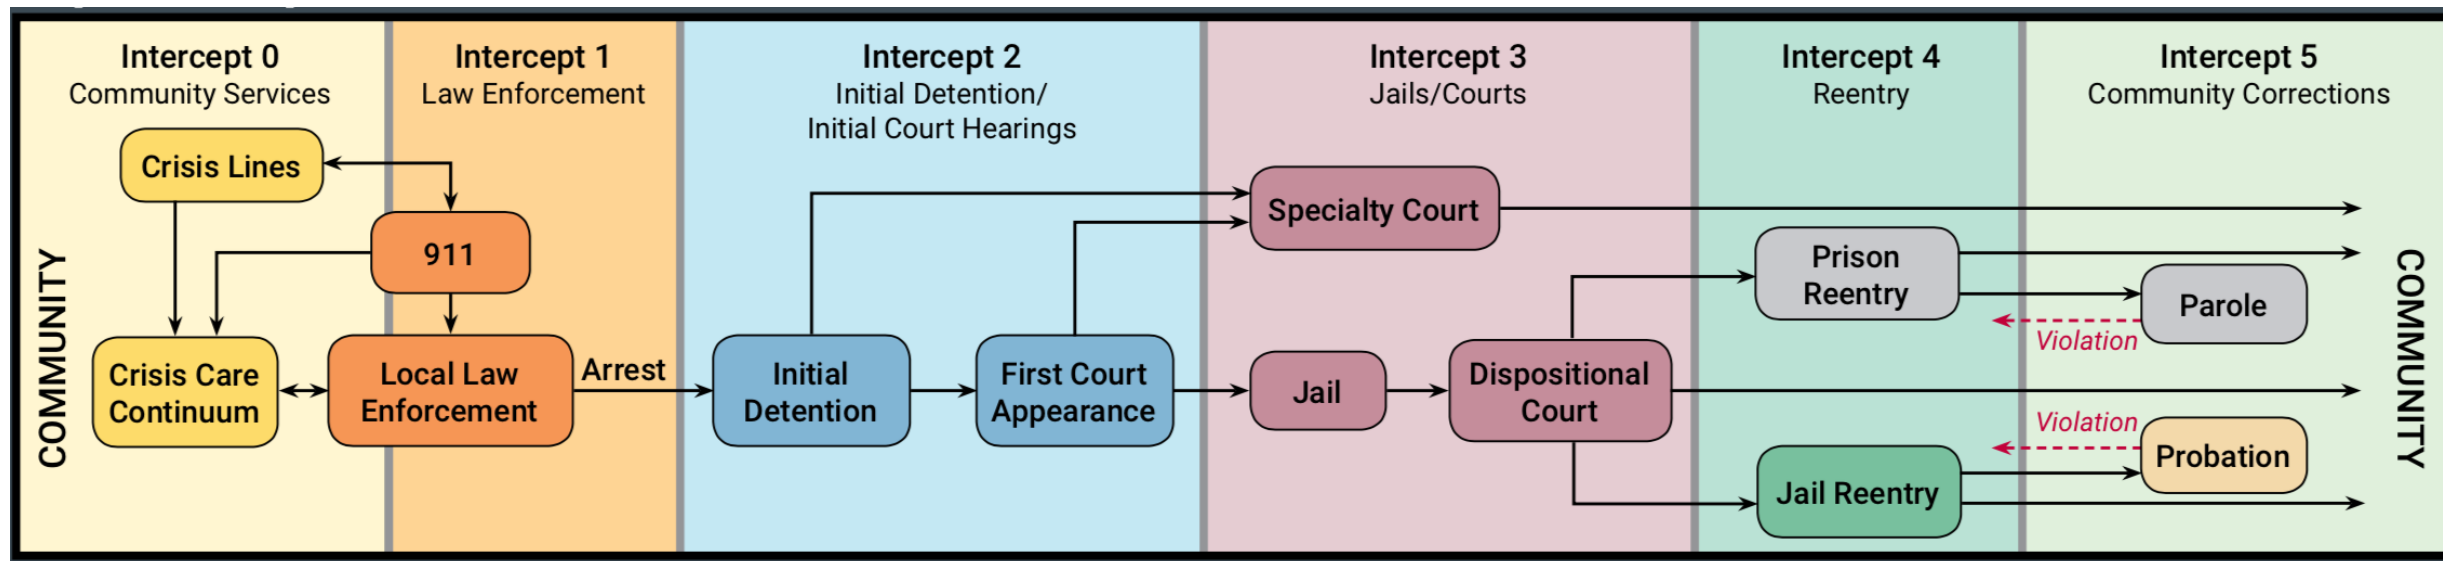 Intercept 0
Community Services
Intercept 1
Law Enforcement
Intercept 2
Initial Detention/
Initial Court Hearings
Intercept 3
Jails/Courts
Intercept 4
Reentry
Intercept 5
Community Corrections
COMMUNITY
Crisis Lines
911
Crisis Care
Continuum
Local Law
Enforcement
Arrest
Initial
Detention
First Court
Appearance
Specialty Court
Jail
Dispositional
Court
Prison
Reentry
Jail Reentry
Parole
Violation
Violation
Probation
COMMUNITY